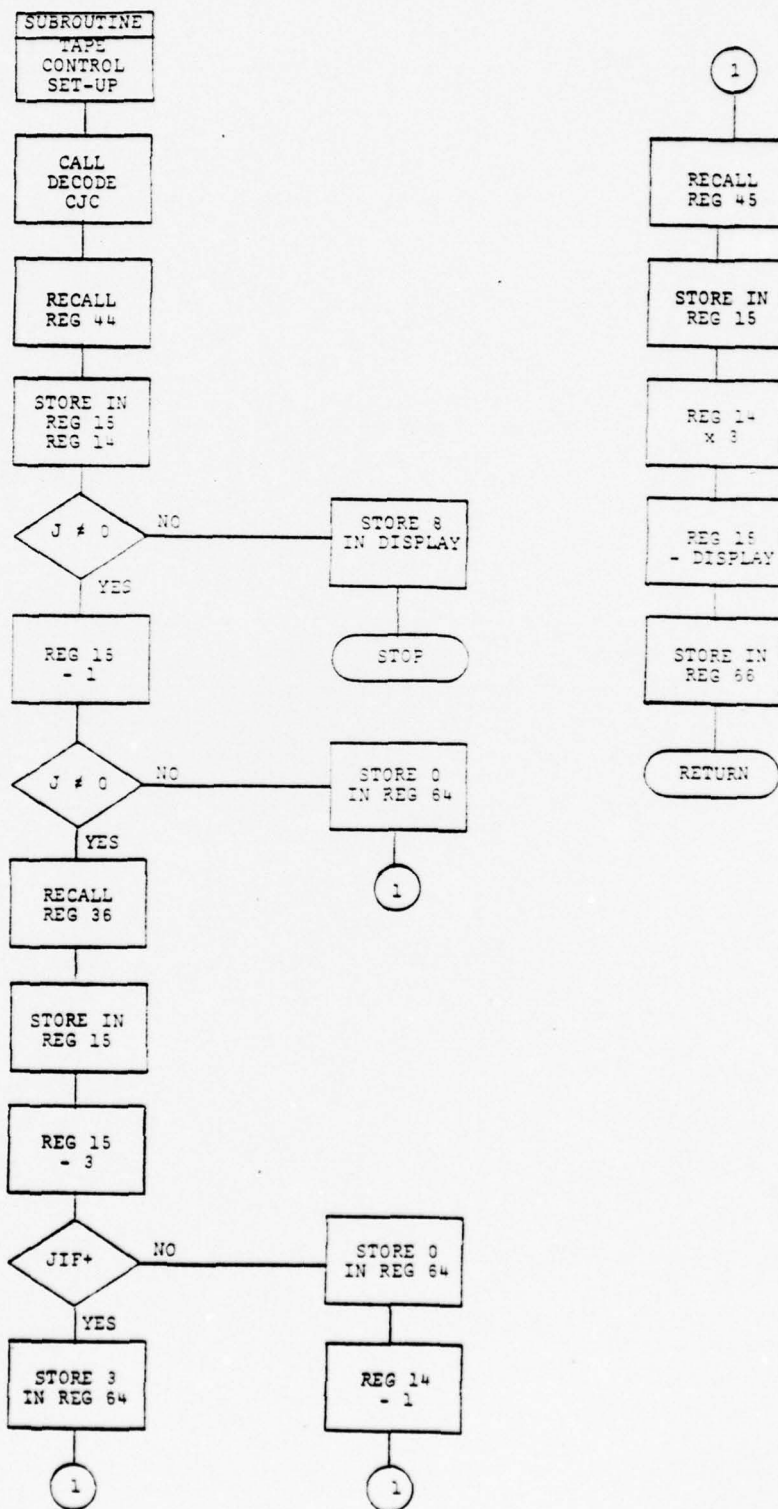 SUBROUTINE
TAPE
CONTROL
SET-UP
CALL
DECODE
CJC
RECALL
REG 44
STORE IN
REG 15
REG 14
J ≠ 0
NO
STORE 8
IN DISPLAY
YES
STOP
REG 15
- 1
J ≠ 0
NO
STORE 0
IN REG 64
YES
1
RECALL
REG 36
STORE IN
REG 15
REG 15
- 3
JIF+
NO
STORE 0
IN REG 64
YES
STORE 3
IN REG 64
REG 14
- 1
1
1
1
RECALL
REG 45
STORE IN
REG 15
REG 14
x 3
REG 15
- DISPLAY
STORE IN
REG 66
RETURN